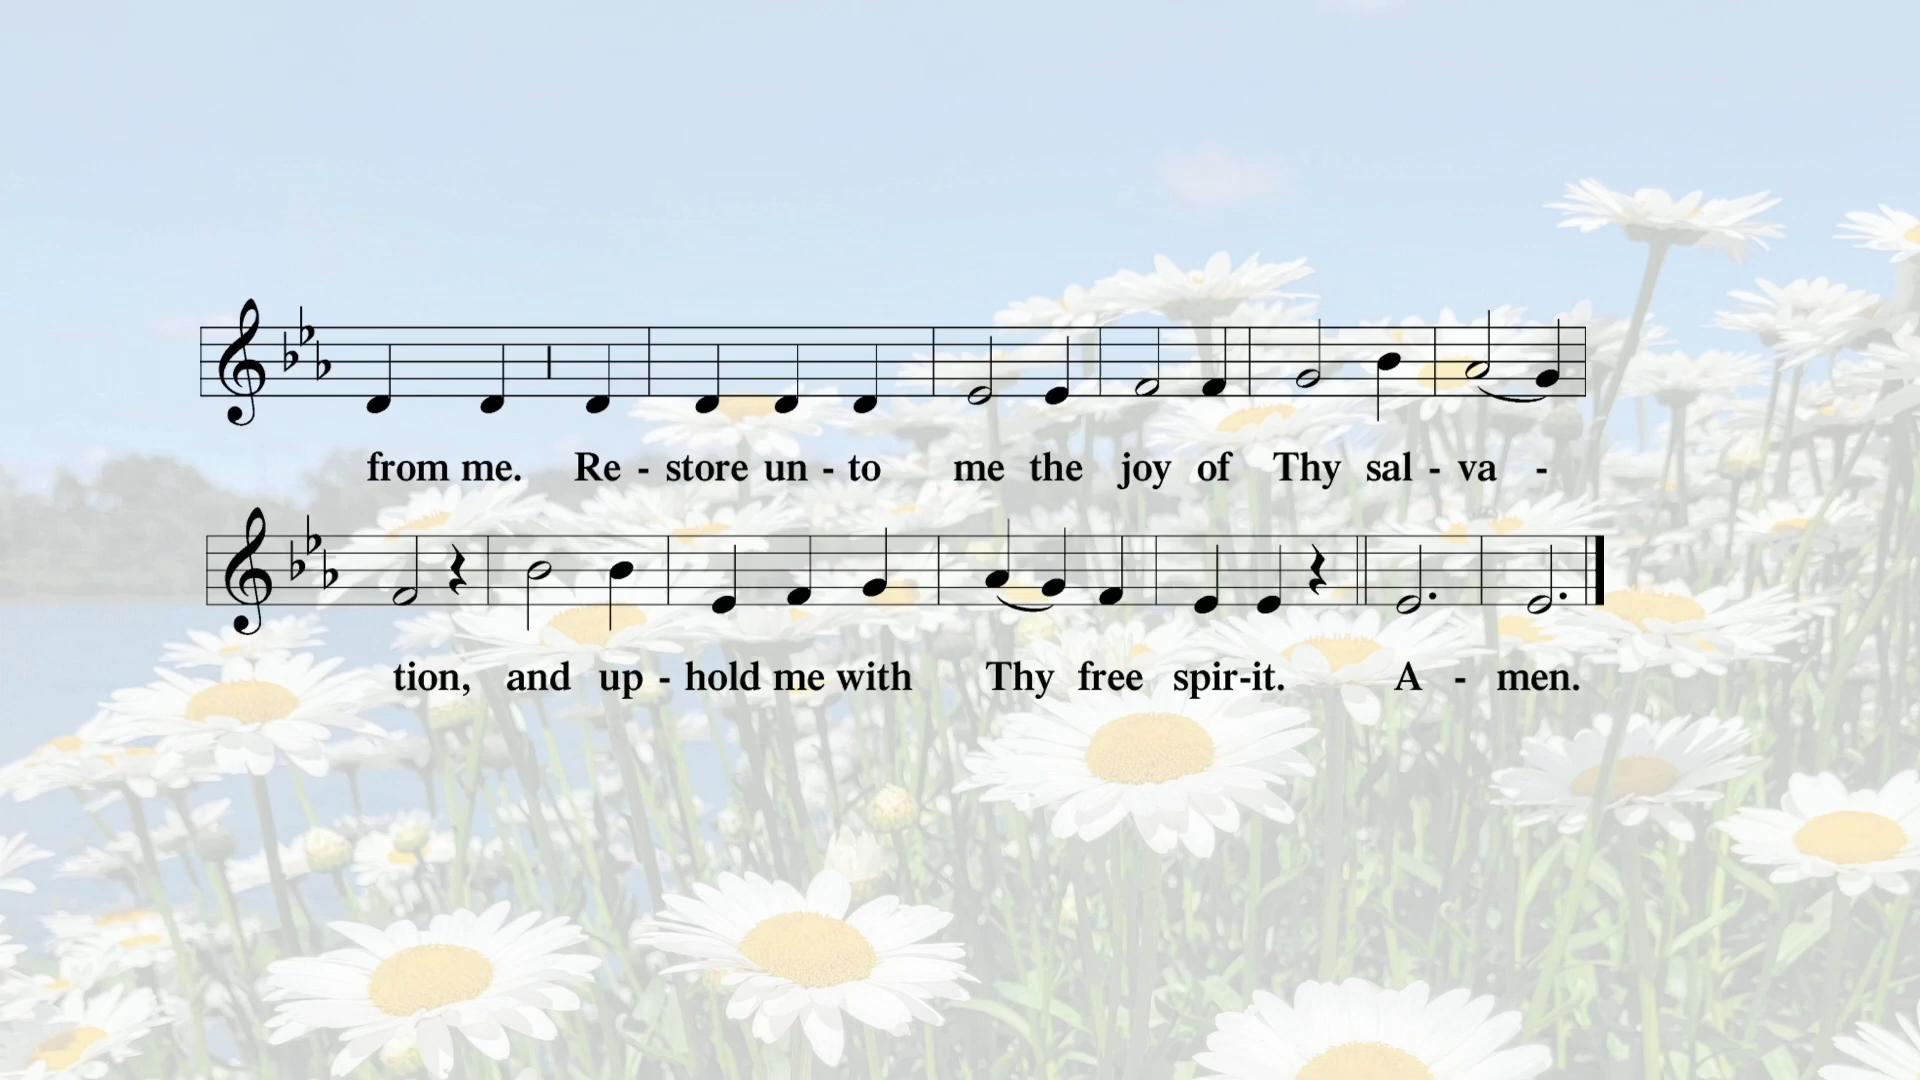 from me. Re - store un - to me the joy of Thy sal - va -
tion, and up - hold me with Thy free spir-it. A - men.